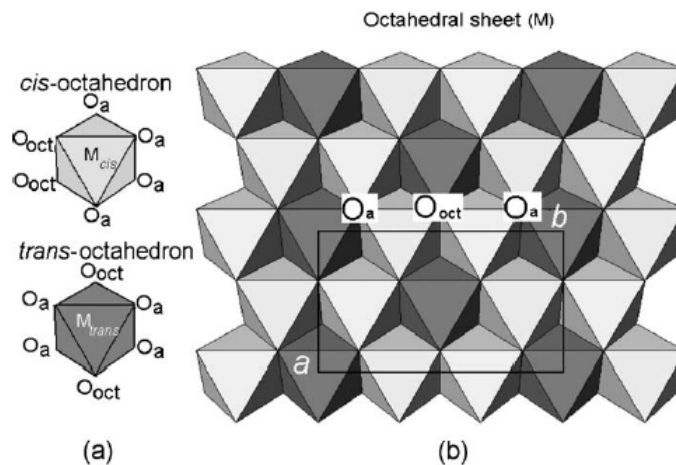 Octahedral sheet (M)
cis-octahedron
Oa
Ooct
Oa
Mcis
Ooct
Oa
Oa
trans-octahedron
Ooct
Oa
Oa
Mtrans
Oa
Oa
Ooct
Oa
Ooct
Oa
b
a
(a)
(b)